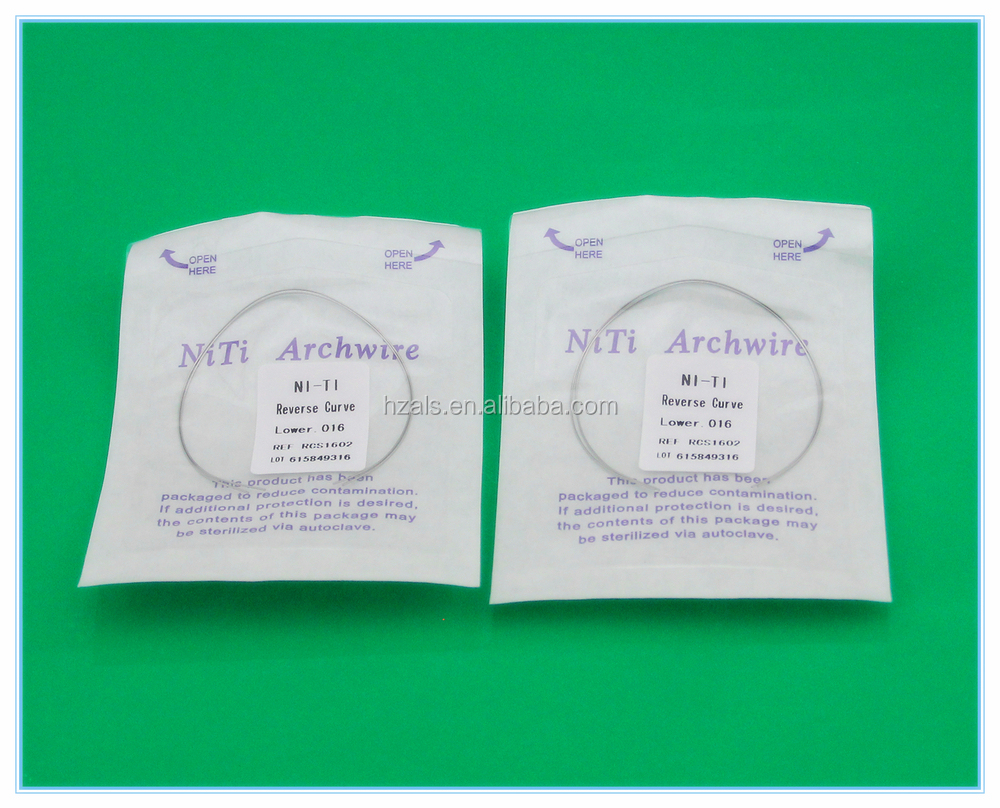 OPEN
HERE
OPEN
HERE
NiTi Archwire
NI-TI
Reverse Curve
Lower. 016
REF RCS1602
LOT 615849316
This product has been
packaged to reduce contamination.
If additional protection is desired,
the contents of this package may
be sterilized via autoclave.
OPEN
HERE
OPEN
HERE
NiTi Archwire
NI-TI
Reverse Curve
Lower. 016
REF RCS1602
LOT 615849316
This product has been
packaged to reduce contamination.
If additional protection is desired,
the contents of this package may
be sterilized via autoclave.
hzals.en.alibaba.com